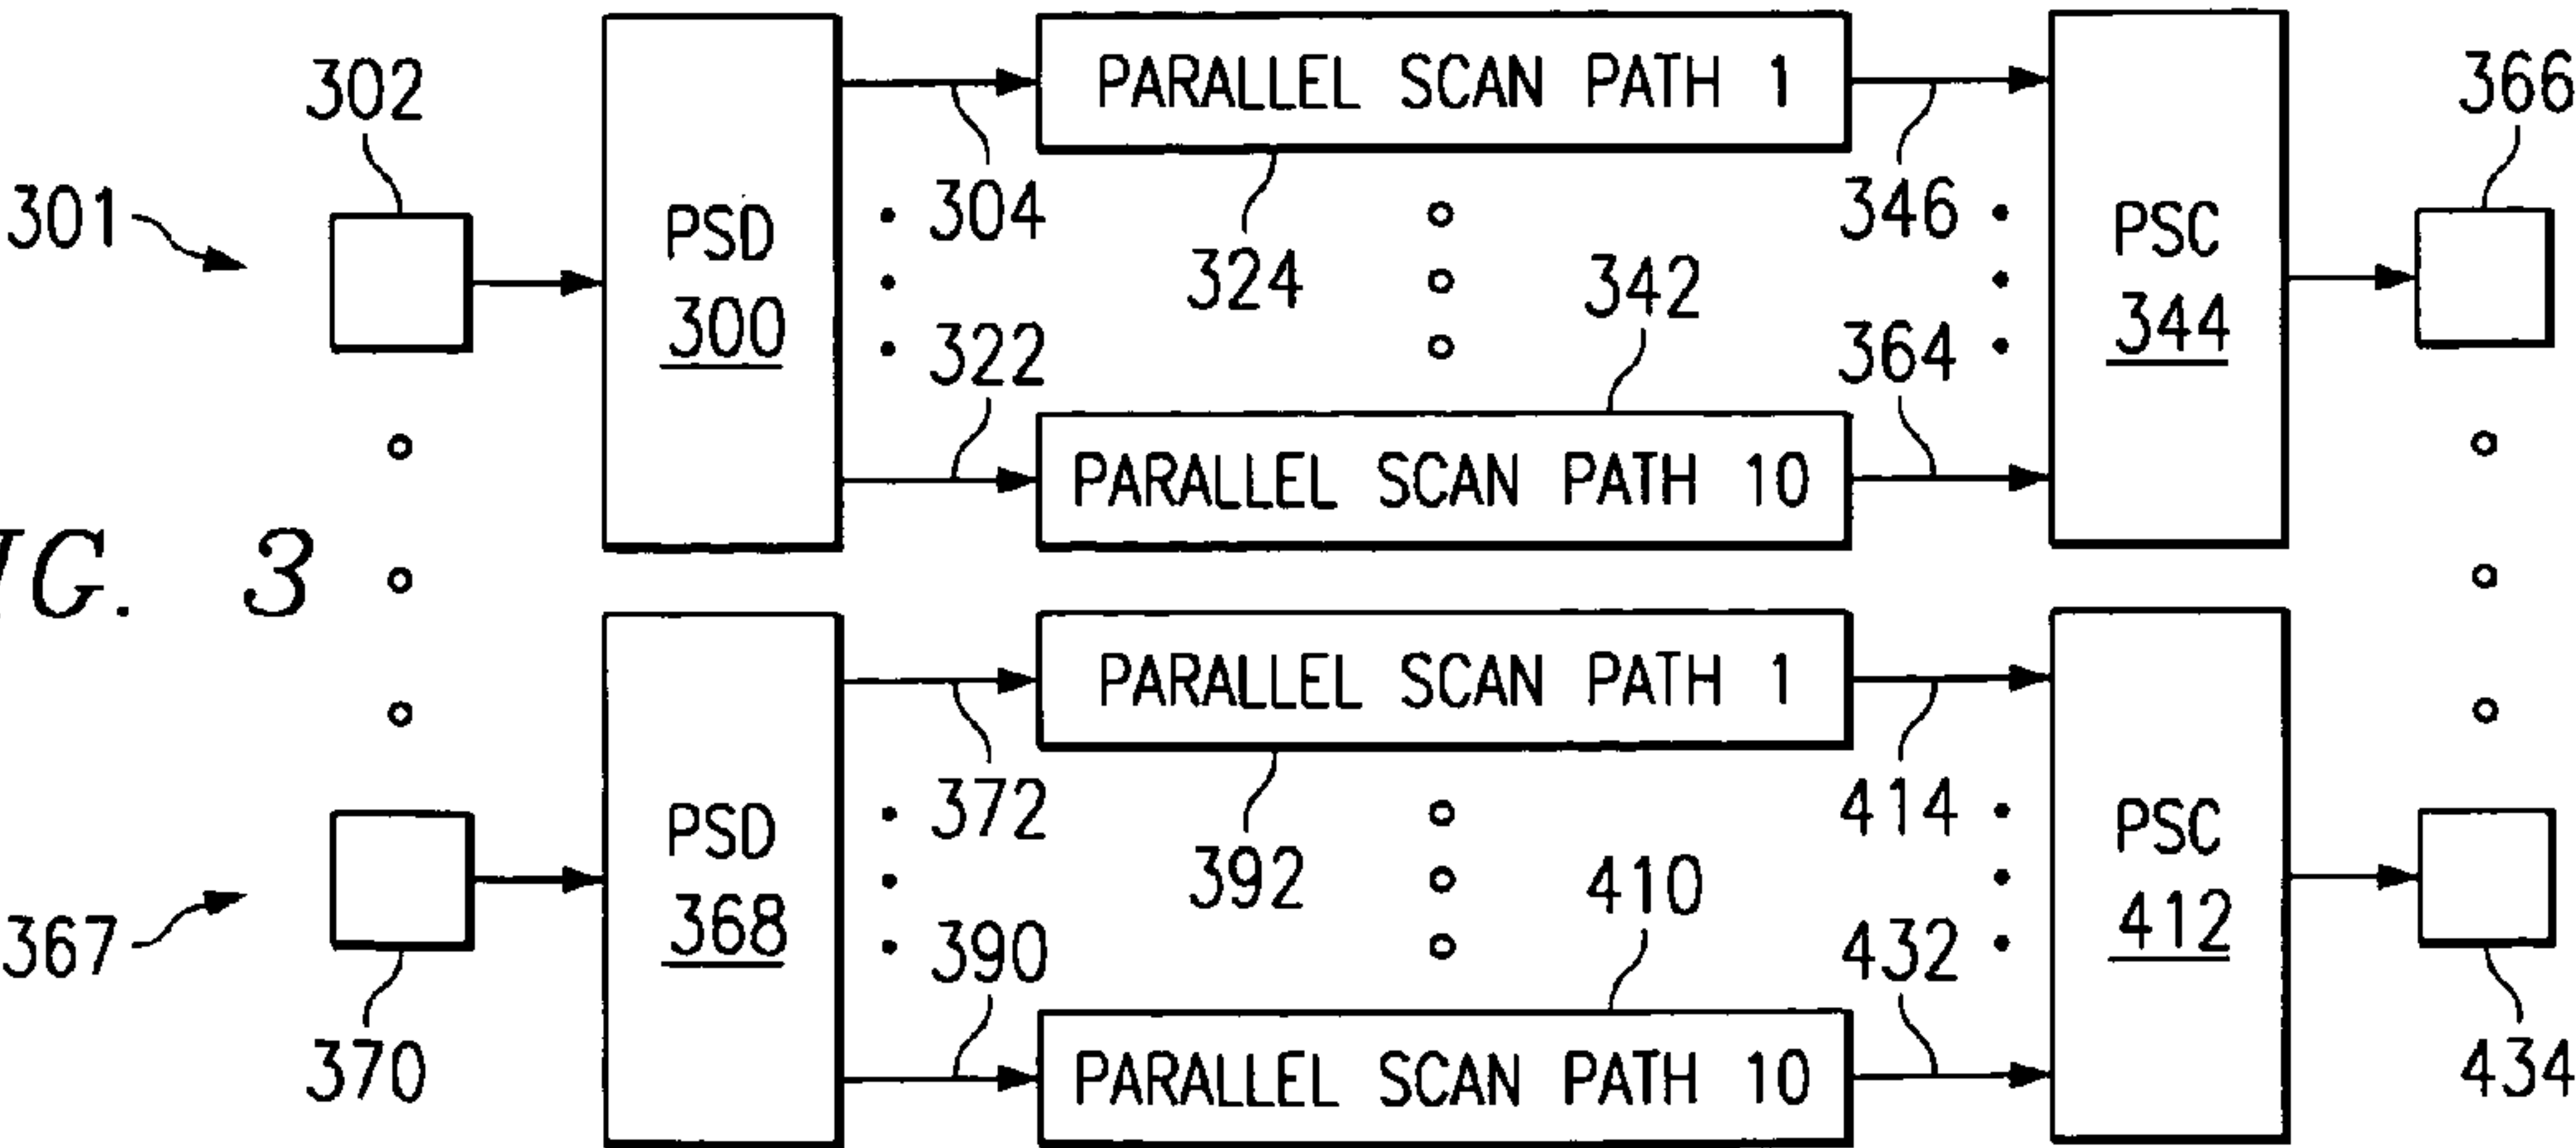 302
PARALLEL SCAN PATH 1
366
301
PSD
300
304
324
346
PSC
344
322
342
364
PARALLEL SCAN PATH 10
IG. 3
PARALLEL SCAN PATH 1
PSD
368
372
392
414
PSC
412
367
390
410
432
370
PARALLEL SCAN PATH 10
434